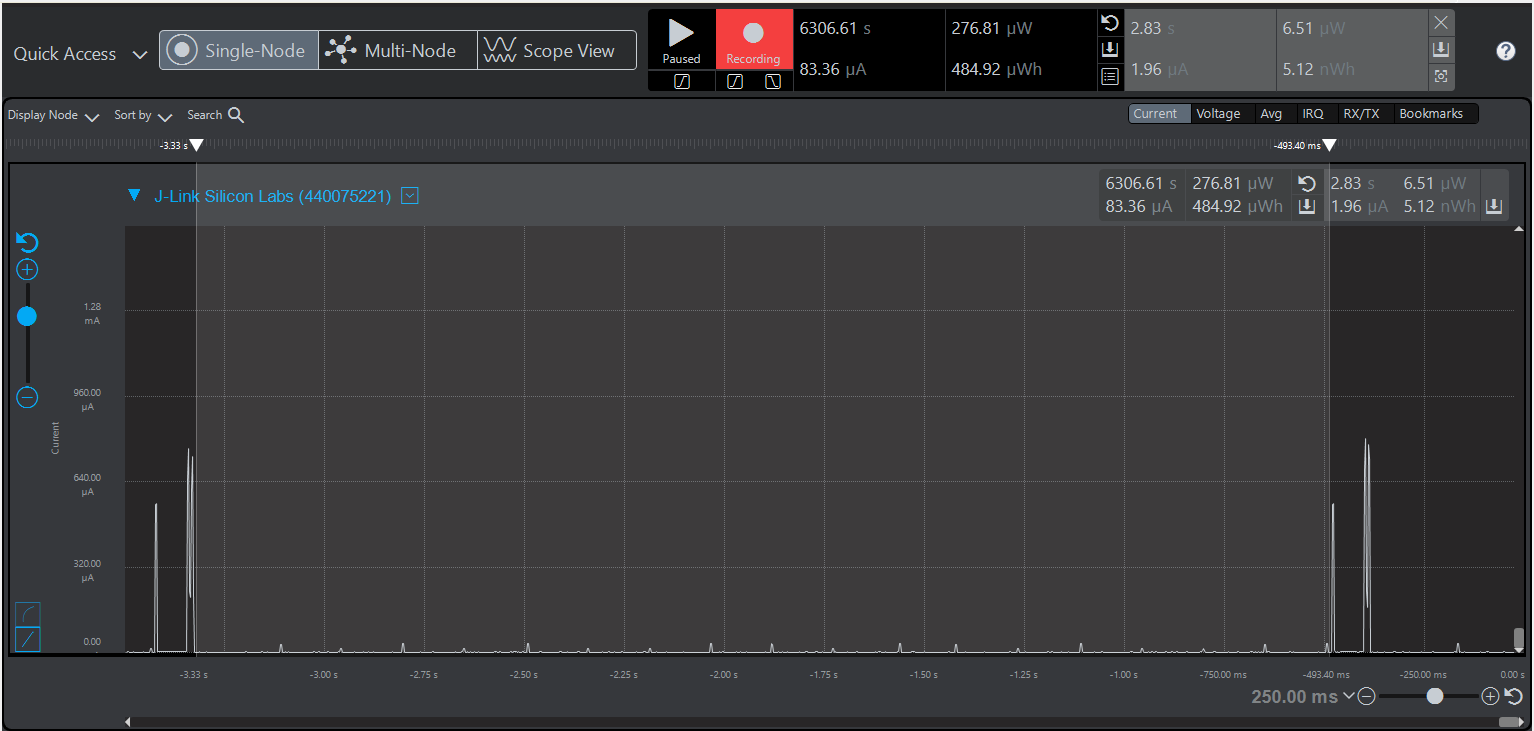 Quick Access
Single-Node
Multi-Node
Scope View
Paused
Recording
6306.61 s
83.36 µA
276.81 µW
484.92 µWh
2.83 s
1.96 µA
6.51 µW
5.12 nWh
Display Node
Sort by
Search
Current
Voltage
Avg
IRQ
RX/TX
Bookmarks
-3.33 s
-493.40 ms
J-Link Silicon Labs (440075221)
6306.61 s
276.81 µW
2.83 s
6.51 µW
83.36 µA
484.92 µWh
1.96 µA
5.12 nWh
1.28
mA
960.00
µA
Current
640.00
µA
320.00
µA
0.00
-3.33 s
-3.00 s
-2.75 s
-2.50 s
-2.25 s
-2.00 s
-1.75 s
-1.50 s
-1.25 s
-1.00 s
-750.00 ms
-493.40 ms
-250.00 ms
0.00 s
250.00 ms